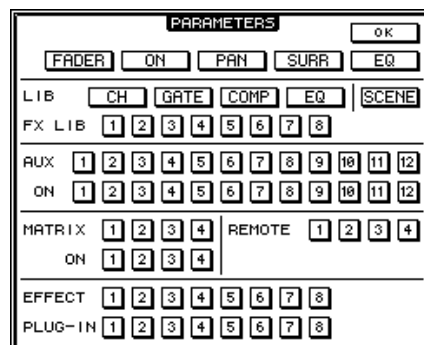 PARAMETERS
OK
FADER ON PAN SURR EQ
LIB CH GATE COMP EQ SCENE
FX LIB 1 2 3 4 5 6 7 8
AUX 1 2 3 4 5 6 7 8 9 10 11 12
ON 1 2 3 4 5 6 7 8 9 10 11 12
MATRIX 1 2 3 4 REMOTE 1 2 3 4
ON 1 2 3 4
EFFECT 1 2 3 4 5 6 7 8
PLUG-IN 1 2 3 4 5 6 7 8